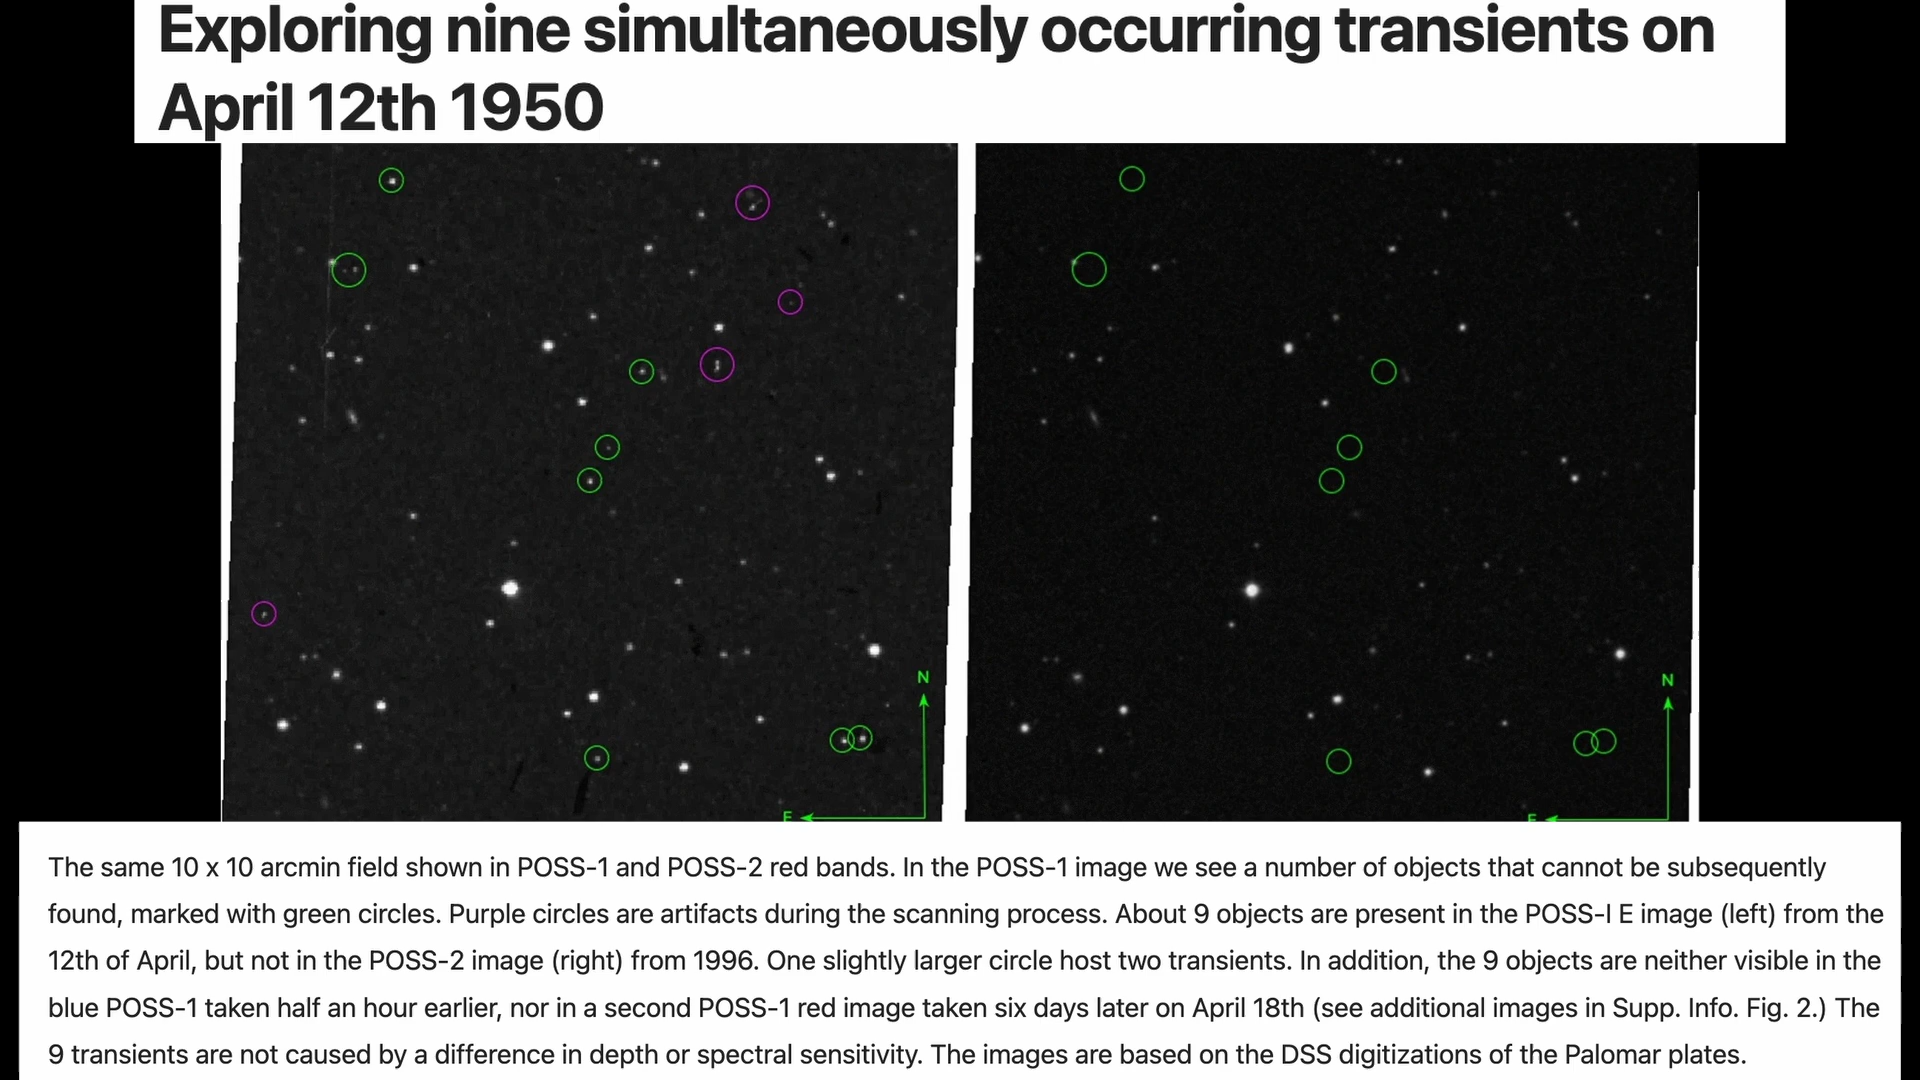 Exploring nine simultaneously occurring transients on
April 12th 1950
N
E
N
E
The same 10 x 10 arcmin field shown in POSS-1 and POSS-2 red bands. In the POSS-1 image we see a number of objects that cannot be subsequently
found, marked with green circles. Purple circles are artifacts during the scanning process. About 9 objects are present in the POSS-I E image (left) from the
12th of April, but not in the POSS-2 image (right) from 1996. One slightly larger circle host two transients. In addition, the 9 objects are neither visible in the
blue POSS-1 taken half an hour earlier, nor in a second POSS-1 red image taken six days later on April 18th (see additional images in Supp. Info. Fig. 2.) The
9 transients are not caused by a difference in depth or spectral sensitivity. The images are based on the DSS digitizations of the Palomar plates.